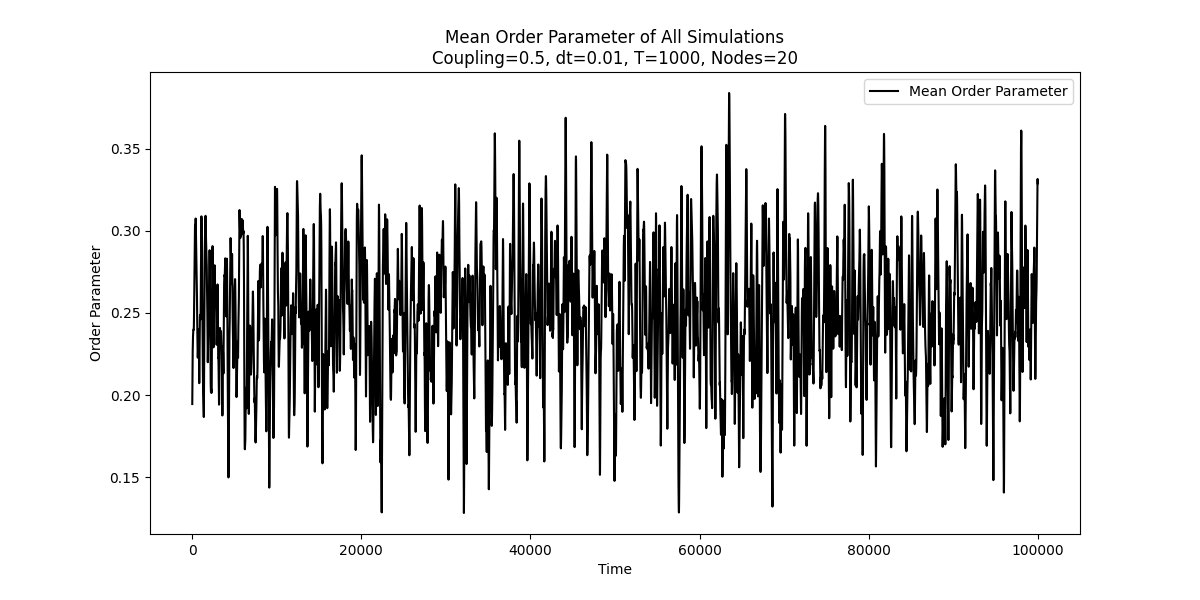 Mean Order Parameter of All Simulations
Coupling=0.5, dt=0.01, T=1000, Nodes=20
Mean Order Parameter
Order Parameter
0.35
0.30
0.25
0.20
0.15
0
20000
40000
60000
80000
100000
Time